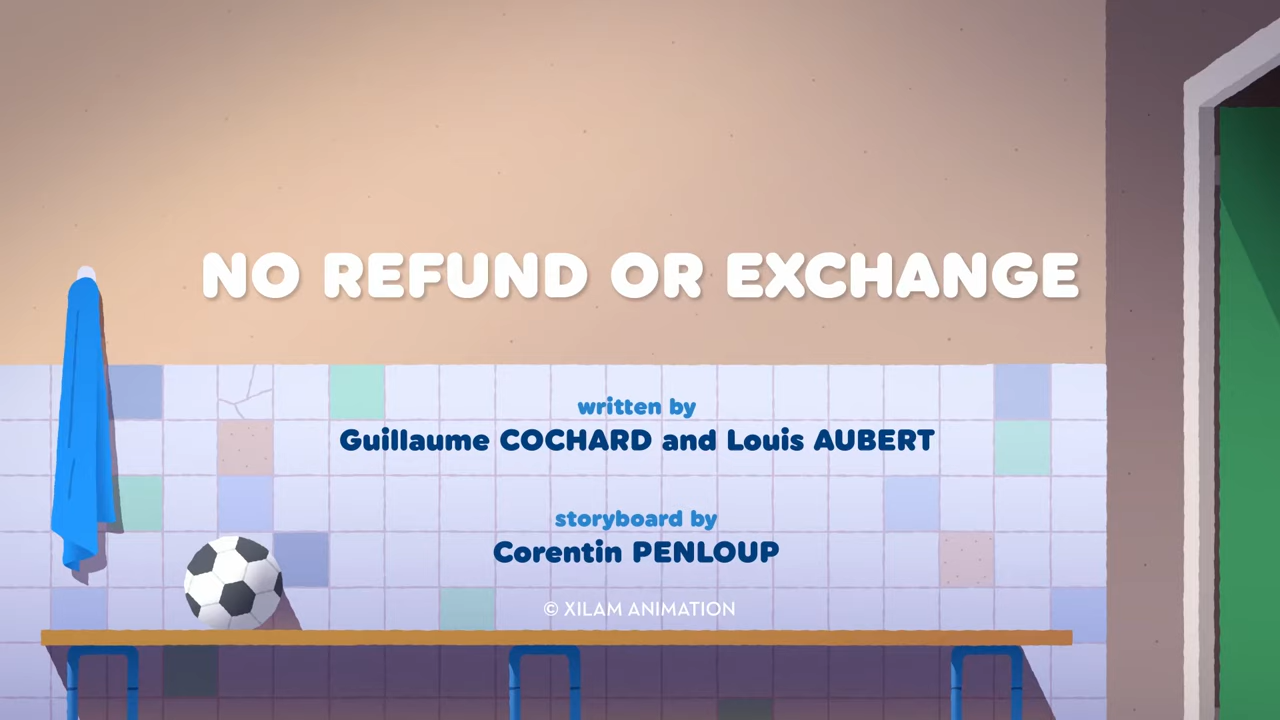 NO REFUND OR EXCHANGE
written by
Guillaume COCHARD and Louis AUBERT
storyboard by
Corentin PENLOUP
© XILAM ANIMATION